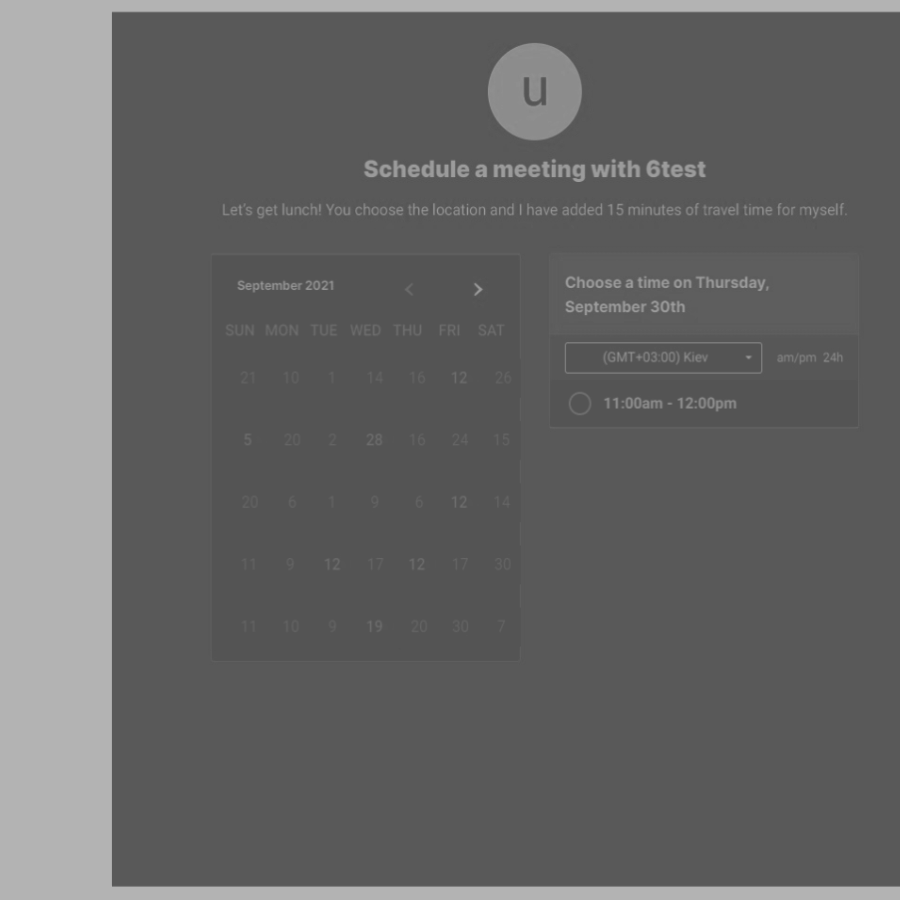 u
Schedule a meeting with 6test
Let's get lunch! You choose the location and I have added 15 minutes of travel time for myself.
September 2021
SUN MON TUE WED THU FRI SAT
21 10 1 14 16 12 26
5 20 2 28 16 24 15
20 6 1 9 6 12 14
11 9 12 17 12 17 30
11 10 9 19 20 30 7
Choose a time on Thursday,
September 30th
(GMT+03:00) Kiev am/pm 24h
11:00am - 12:00pm